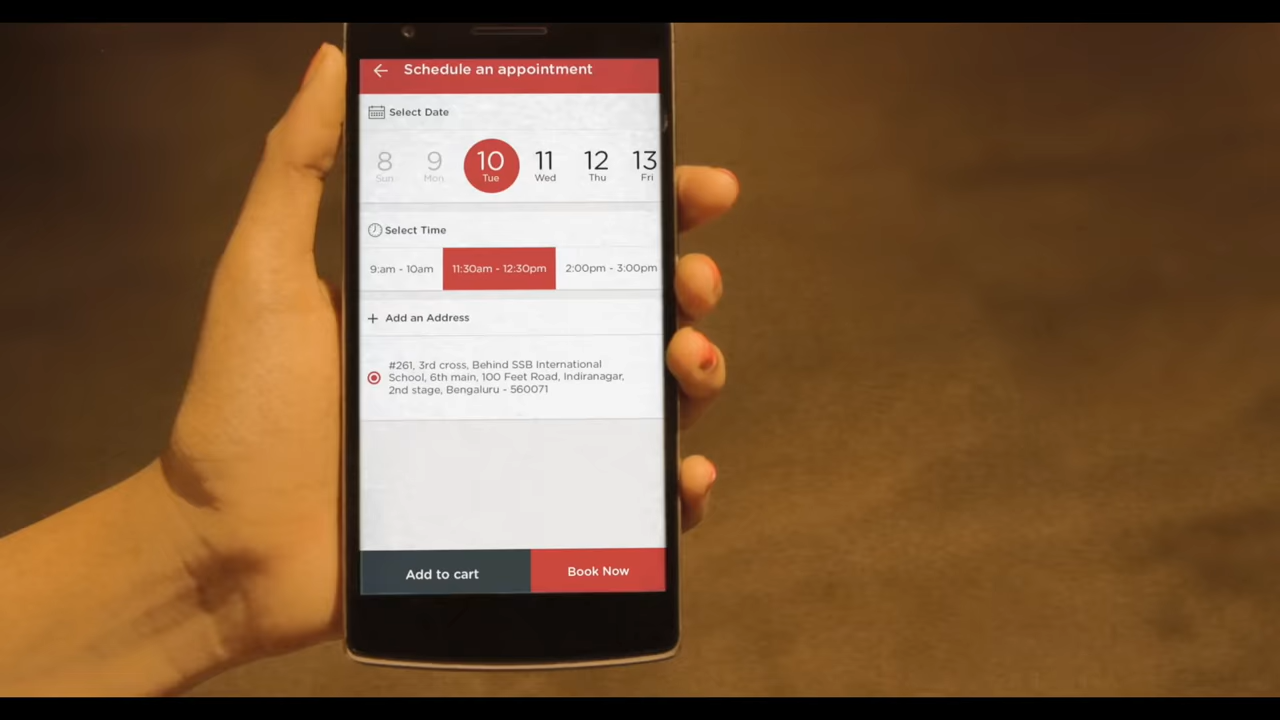 Schedule an appointment
Select Date
8 9 10 11 12 13
Sun Mon Tue Wed Thu Fri
Select Time
9:am - 10am 11:30am - 12:30pm 2:00pm - 3:00pm
+ Add an Address
#261, 3rd cross, Behind SSB International
School, 6th main, 100 Feet Road, Indiranagar,
2nd stage, Bengaluru - 560071
Add to cart Book Now